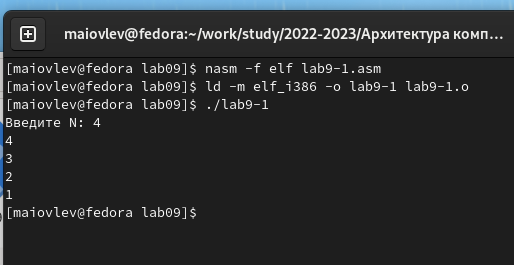 maiovlev@fedora:~/work/study/2022-2023/Архитектура комп...
[maiovlev@fedora lab09]$ nasm -f elf lab9-1.asm
[maiovlev@fedora lab09]$ ld -m elf_i386 -o lab9-1 lab9-1.o
[maiovlev@fedora lab09]$ ./lab9-1
Введите N: 4
4
3
2
1
[maiovlev@fedora lab09]$